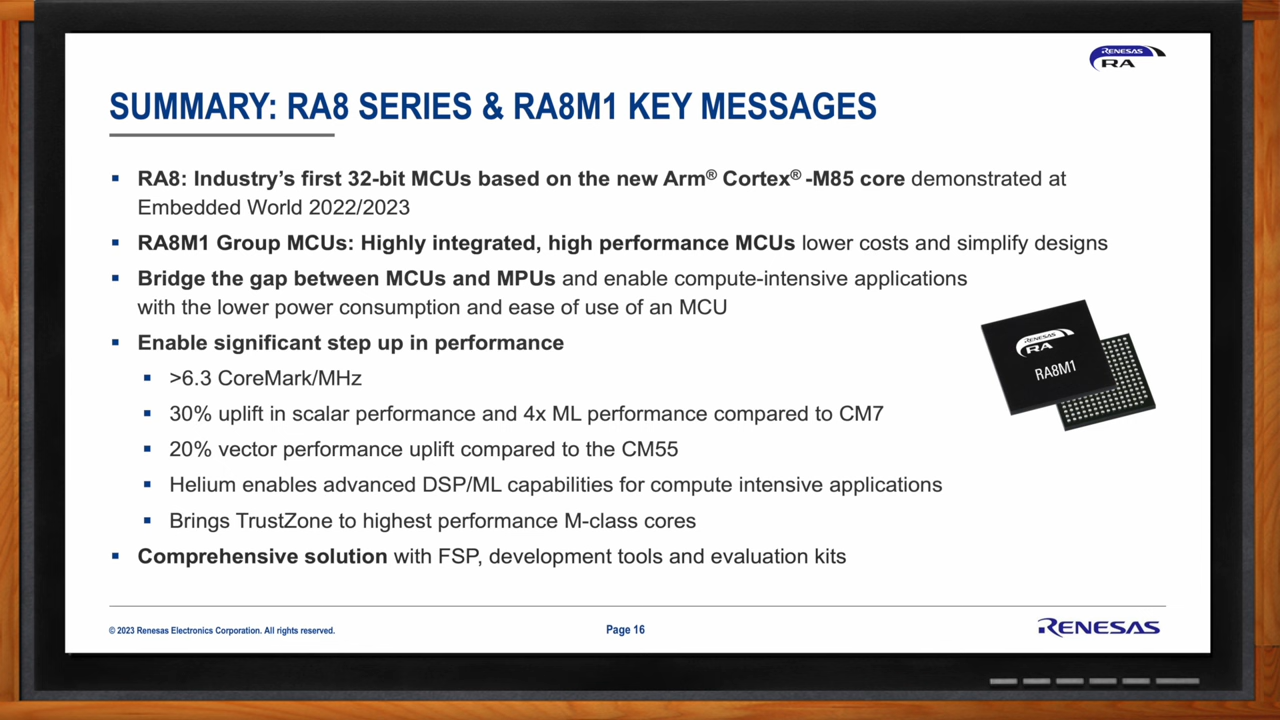 RENESAS
RA
SUMMARY: RA8 SERIES & RA8M1 KEY MESSAGES
▪ RA8: Industry’s first 32-bit MCUs based on the new Arm® Cortex® -M85 core demonstrated at
Embedded World 2022/2023
▪ RA8M1 Group MCUs: Highly integrated, high performance MCUs lower costs and simplify designs
▪ Bridge the gap between MCUs and MPUs and enable compute-intensive applications
with the lower power consumption and ease of use of an MCU
▪ Enable significant step up in performance
▪ >6.3 CoreMark/MHz
▪ 30% uplift in scalar performance and 4x ML performance compared to CM7
▪ 20% vector performance uplift compared to the CM55
▪ Helium enables advanced DSP/ML capabilities for compute intensive applications
▪ Brings TrustZone to highest performance M-class cores
▪ Comprehensive solution with FSP, development tools and evaluation kits
RENESAS
RA
RA8M1
© 2023 Renesas Electronics Corporation. All rights reserved.
Page 16
RENESAS